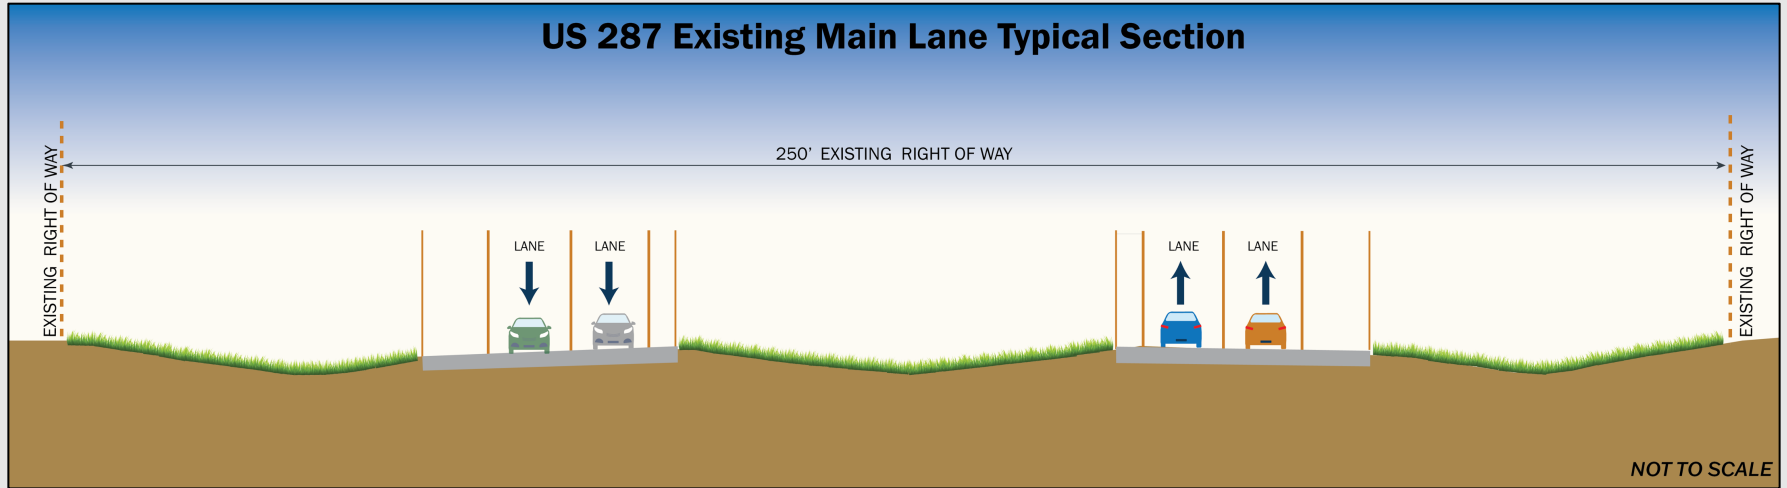 US 287 Existing Main Lane Typical Section
250’ EXISTING RIGHT OF WAY
EXISTING RIGHT OF WAY
EXISTING RIGHT OF WAY
LANE
LANE
LANE
LANE
NOT TO SCALE